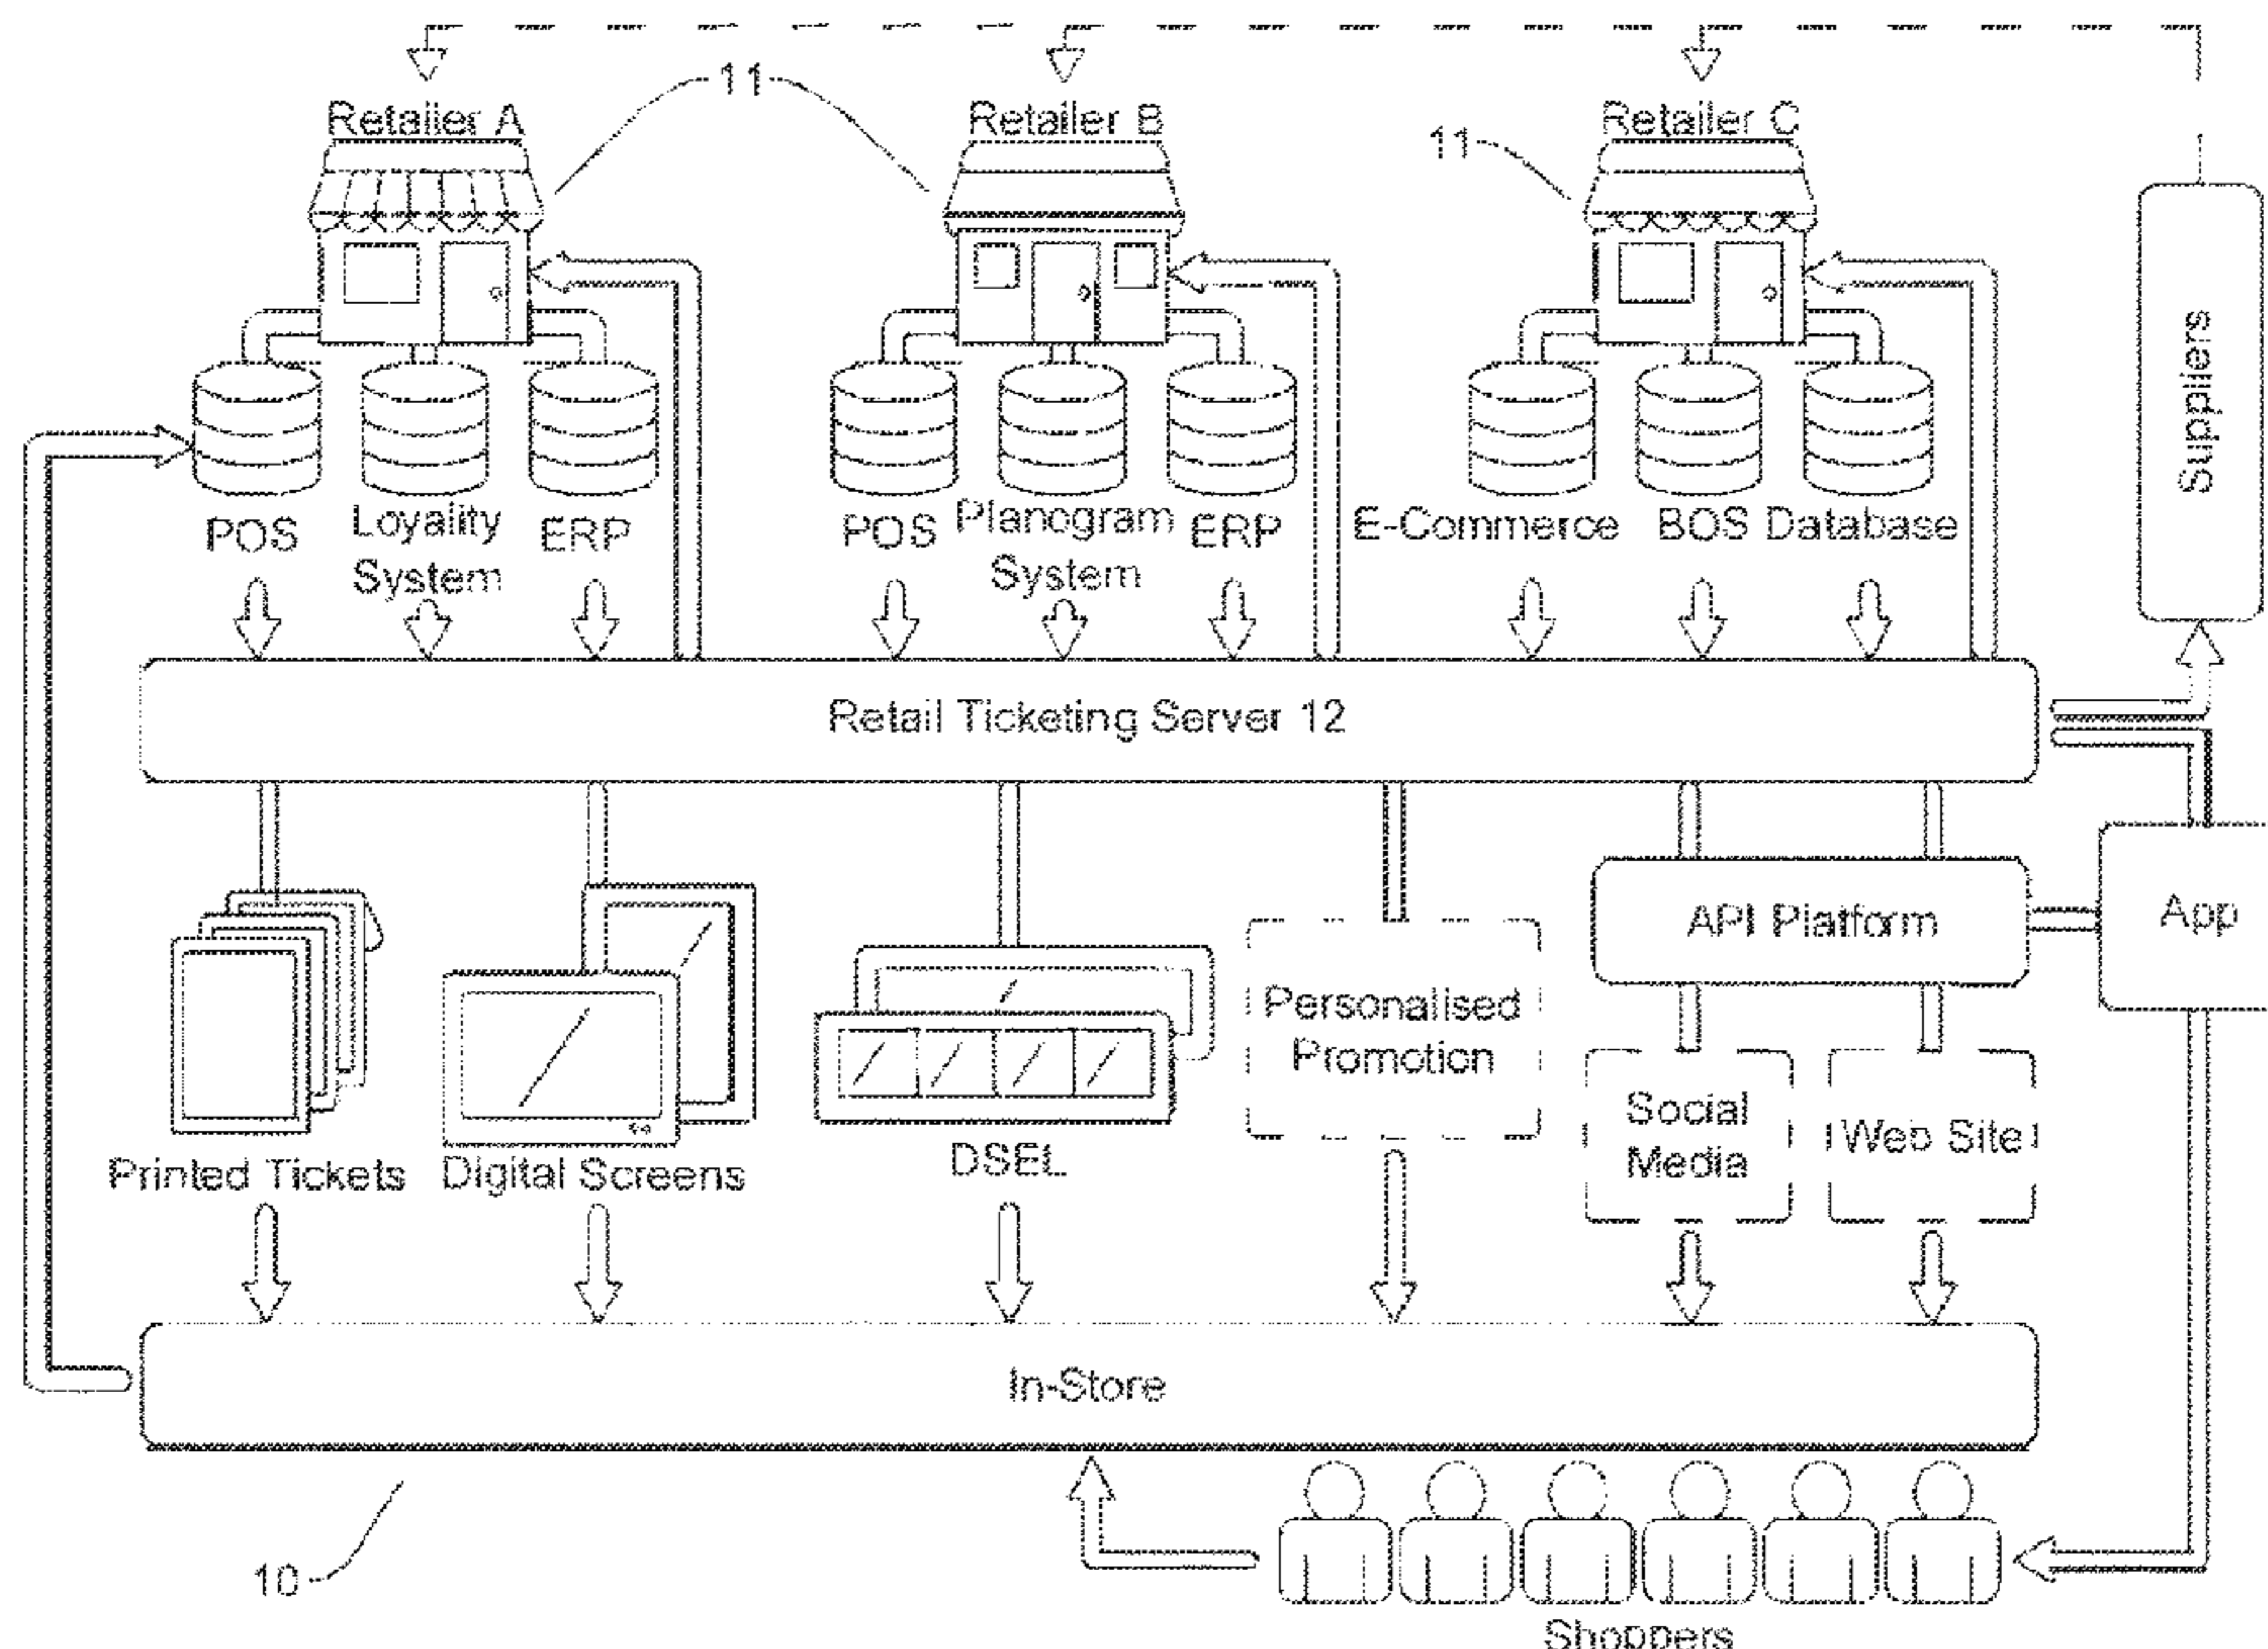 11
Retailer A
Retailer B
Retailer C
11
Suppliers
POS
Loyality
System
ERP
POS
Planogram
System
ERP
E-Commerce
BOS
Database
Retail Ticketing Server 12
API Platform
App
Personalised
Promotion
Social
Media
Web Site
Printed Tickets
Digital Screens
DSEL
In-Store
10
Shoppers